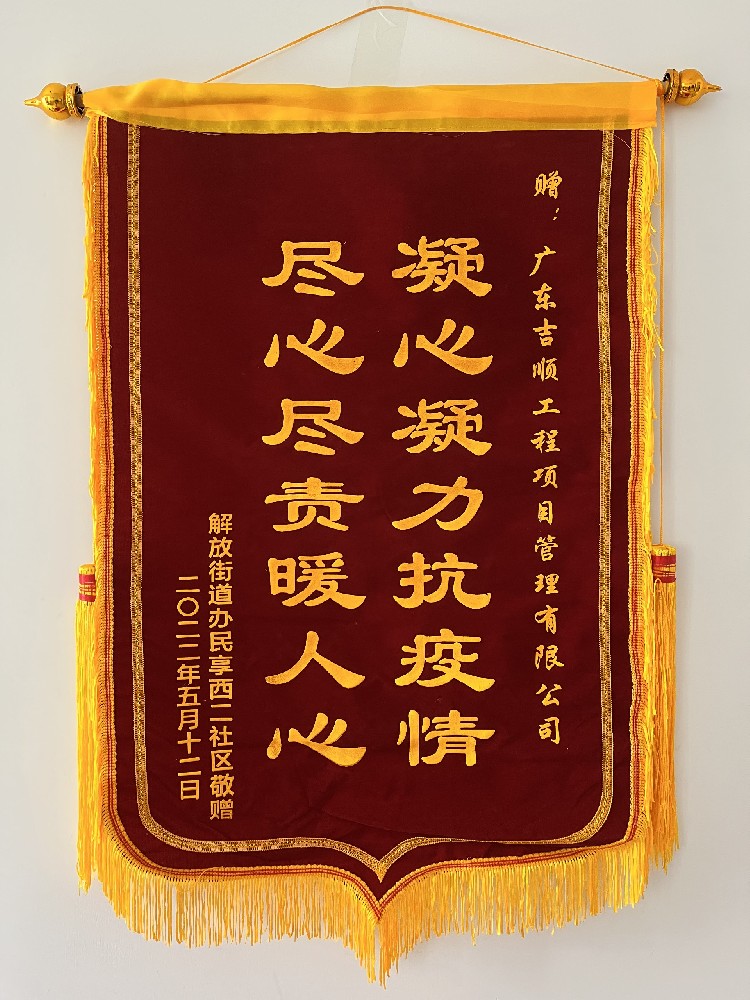 赠：广东吉顺工程项目管理有限公司
凝心凝力抗疫情
尽心尽责暖人心
解放街道办民享西二社区敬赠
二〇二二年五月十二日